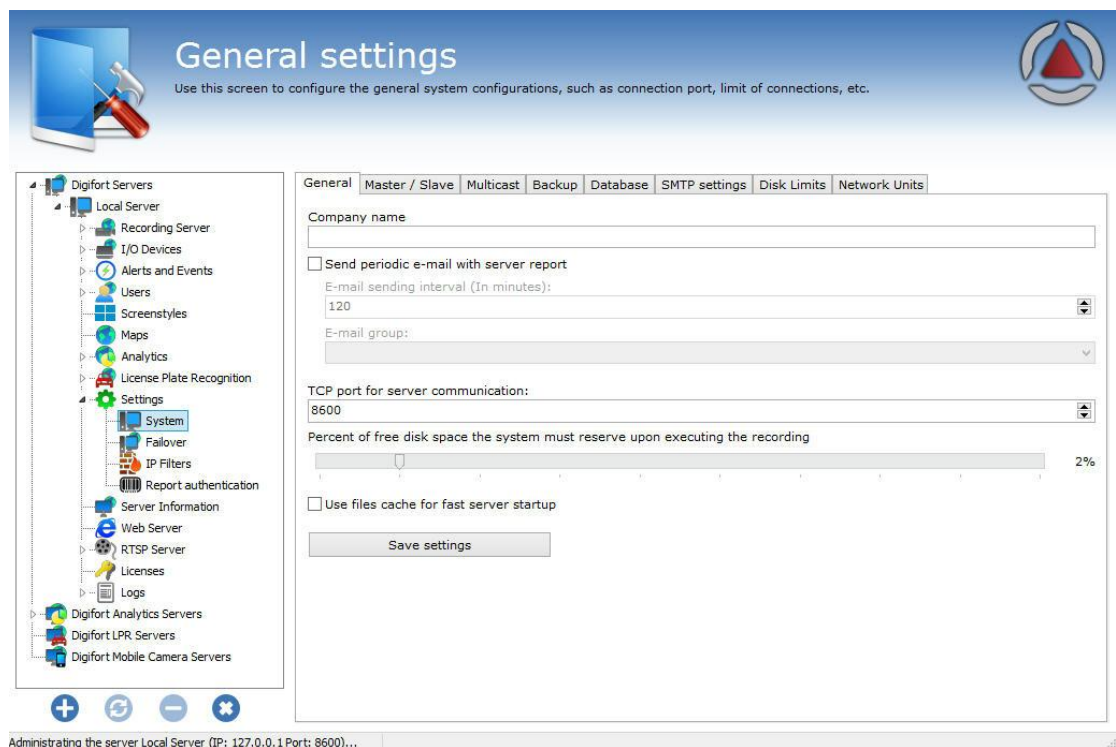 General settings
Use this screen to configure the general system configurations, such as connection port, limit of connections, etc.
Digifort Servers
Local Server
Recording Server
I/O Devices
Alerts and Events
Users
Screenstyles
Maps
Analytics
License Plate Recognition
Settings
System
Failover
IP Filters
Report authentication
Server Information
Web Server
RTSP Server
Licenses
Logs
Digifort Analytics Servers
Digifort LPR Servers
Digifort Mobile Camera Servers
General Master / Slave Multicast Backup Database SMTP settings Disk Limits Network Units
Company name
Send periodic e-mail with server report
E-mail sending interval (In minutes):
120
E-mail group:
TCP port for server communication:
8600
Percent of free disk space the system must reserve upon executing the recording
2%
Use files cache for fast server startup
Save settings
Administrating the server Local Server (IP: 127.0.0.1 Port: 8600)...